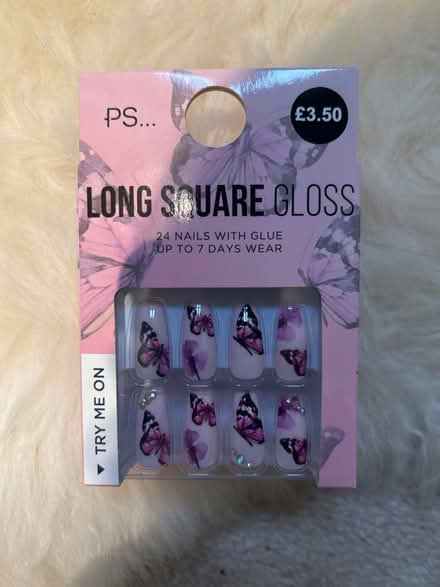 PS...
£3.50
LONG SQUARE GLOSS
24 NAILS WITH GLUE
UP TO 7 DAYS WEAR
TRY ME ON